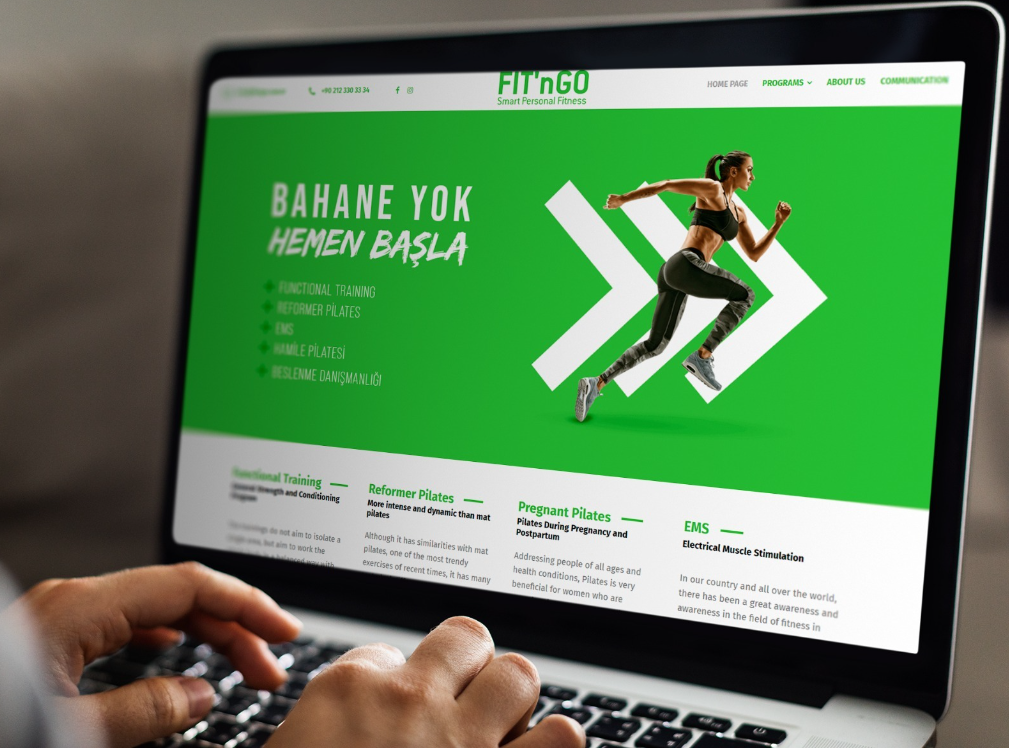 +90 212 330 33 34
FIT'nGO
Smart Personal Fitness
HOME PAGE
PROGRAMS
ABOUT US
COMMUNICATION
BAHANE YOK
HEMEN BAŞLA
FUNCTIONAL TRAINING
REFORMER PİLATES
EMS
HAMİLE PİLATESİ
BESLENME DANIŞMANLIĞI
Functional Training
General Strength and Conditioning
Program
The trainings do not aim to isolate a
single area, but aim to work the
balanced way with
Reformer Pilates
More intense and dynamic than mat
pilates
Although it has similarities with mat
pilates, one of the most trendy
exercises of recent times, it has many
Pregnant Pilates
Pilates During Pregnancy and
Postpartum
Addressing people of all ages and
health conditions, Pilates is very
beneficial for women who are
EMS
Electrical Muscle Stimulation
In our country and all over the world,
there has been a great awareness and
awareness in the field of fitness in